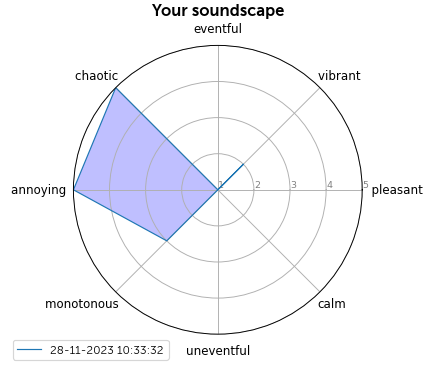 Your soundscape
eventful
chaotic
vibrant
annoying
1
2
3
4
5
pleasant
monotonous
calm
28-11-2023 10:33:32
uneventful